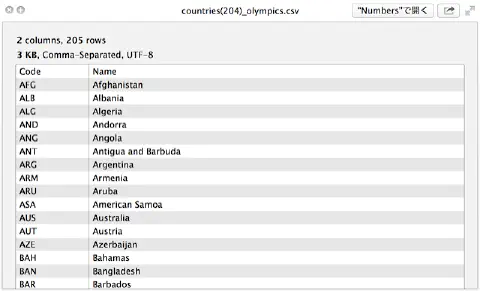 countries(204)_olympics.csv
"Numbers"で開く
2 columns, 205 rows
3 KB, Comma-Separated, UTF-8
Code Name
AFG Afghanistan
ALB Albania
ALG Algeria
AND Andorra
ANG Angola
ANT Antigua and Barbuda
ARG Argentina
ARM Armenia
ARU Aruba
ASA American Samoa
AUS Australia
AUT Austria
AZE Azerbaijan
BAH Bahamas
BAN Bangladesh
BAR Barbados